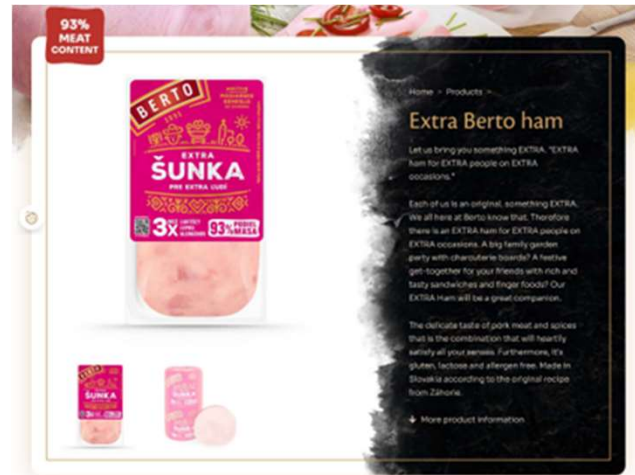 93%
MEAT
CONTENT
BERTO
EXTRA
ŠUNKA
PRE EXTRA ĽUDÍ
3X
93% PODIEL
MÄSA
ŠUNKA
ŠUNKA
Home > Products >
Extra Berto ham
Let us bring you something EXTRA. "EXTRA
ham for EXTRA people on EXTRA
occasions."
Each of us is an original, something EXTRA.
We all here at Berto know that. Therefore
there is an EXTRA ham for EXTRA people on
EXTRA occasions. A big family garden
party with charcuterie boards? A festive
get-together for your friends with rich and
tasty sandwiches and finger foods? Our
EXTRA Ham will be a great companion.
The delicate taste of pork meat and spices
that is the combination that will heartily
satisfy all your senses. Furthermore, it's
gluten, lactose and allergen free. Made in
Slovakia according to the original recipe
from Záhorie.
More product information